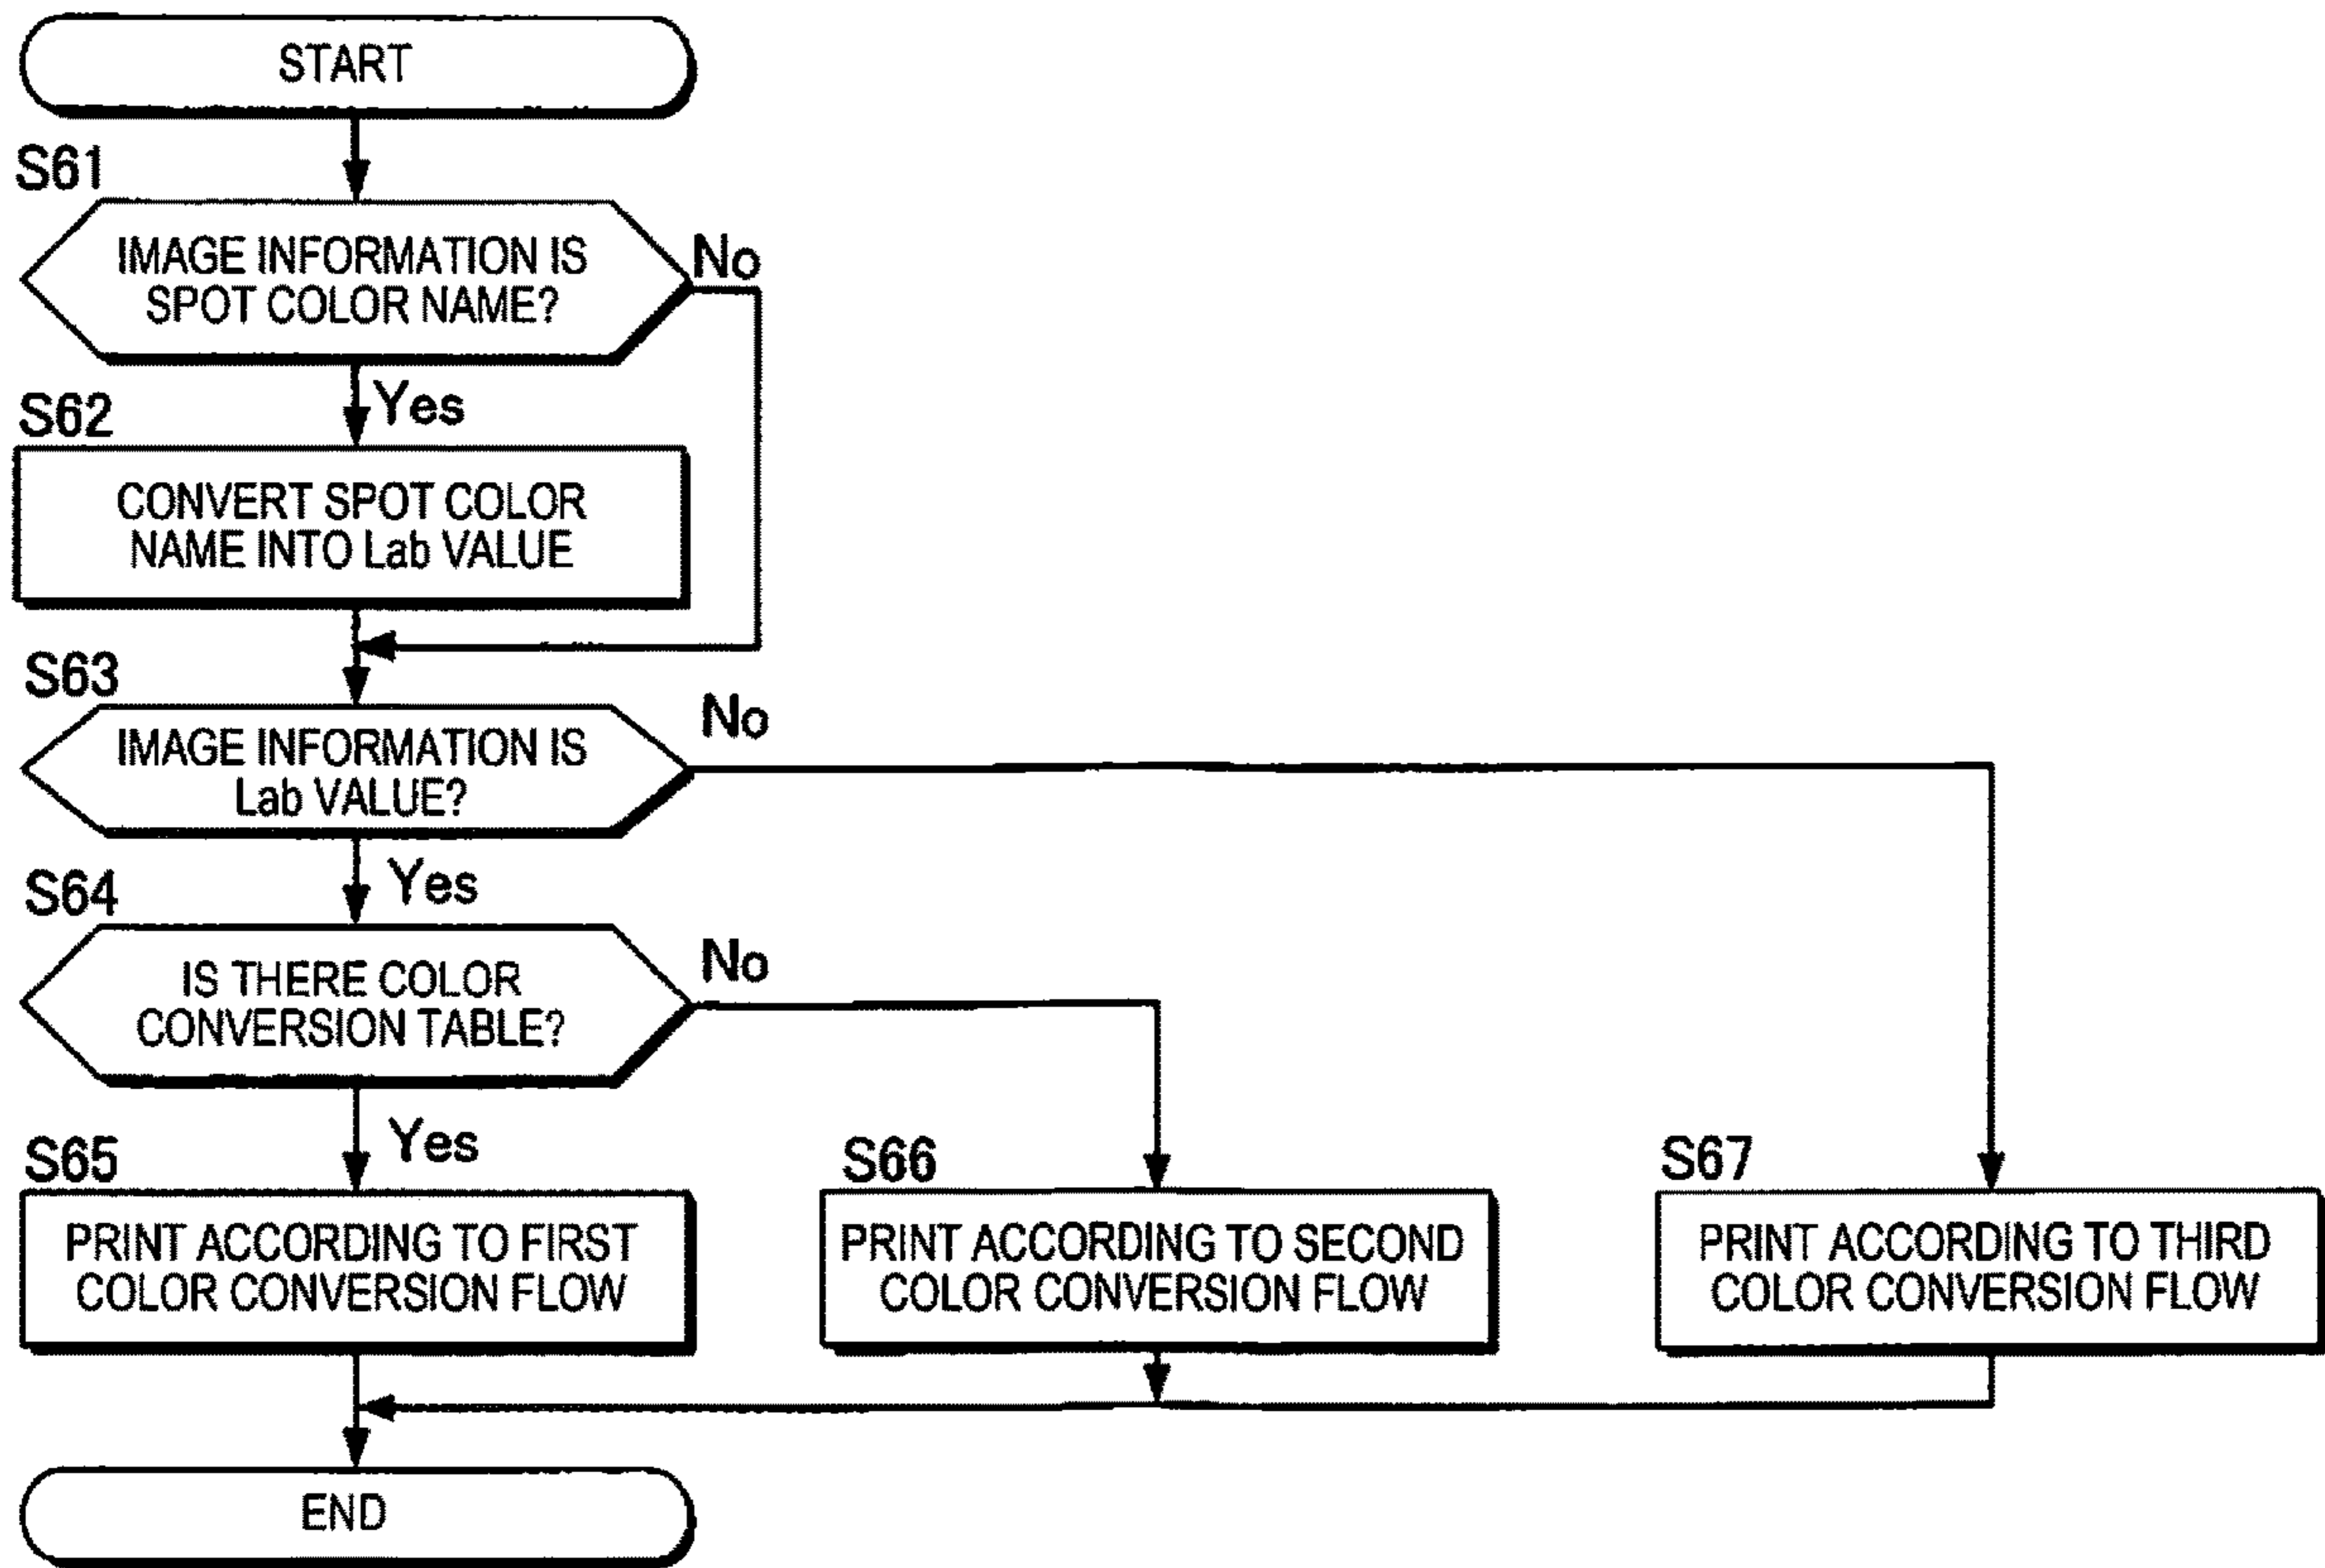 START
S61
IMAGE INFORMATION IS
SPOT COLOR NAME?
No
Yes
S62
CONVERT SPOT COLOR
NAME INTO Lab VALUE
S63
IMAGE INFORMATION IS
Lab VALUE?
No
Yes
S64
IS THERE COLOR
CONVERSION TABLE?
No
Yes
S65
PRINT ACCORDING TO FIRST
COLOR CONVERSION FLOW
S66
PRINT ACCORDING TO SECOND
COLOR CONVERSION FLOW
S67
PRINT ACCORDING TO THIRD
COLOR CONVERSION FLOW
END